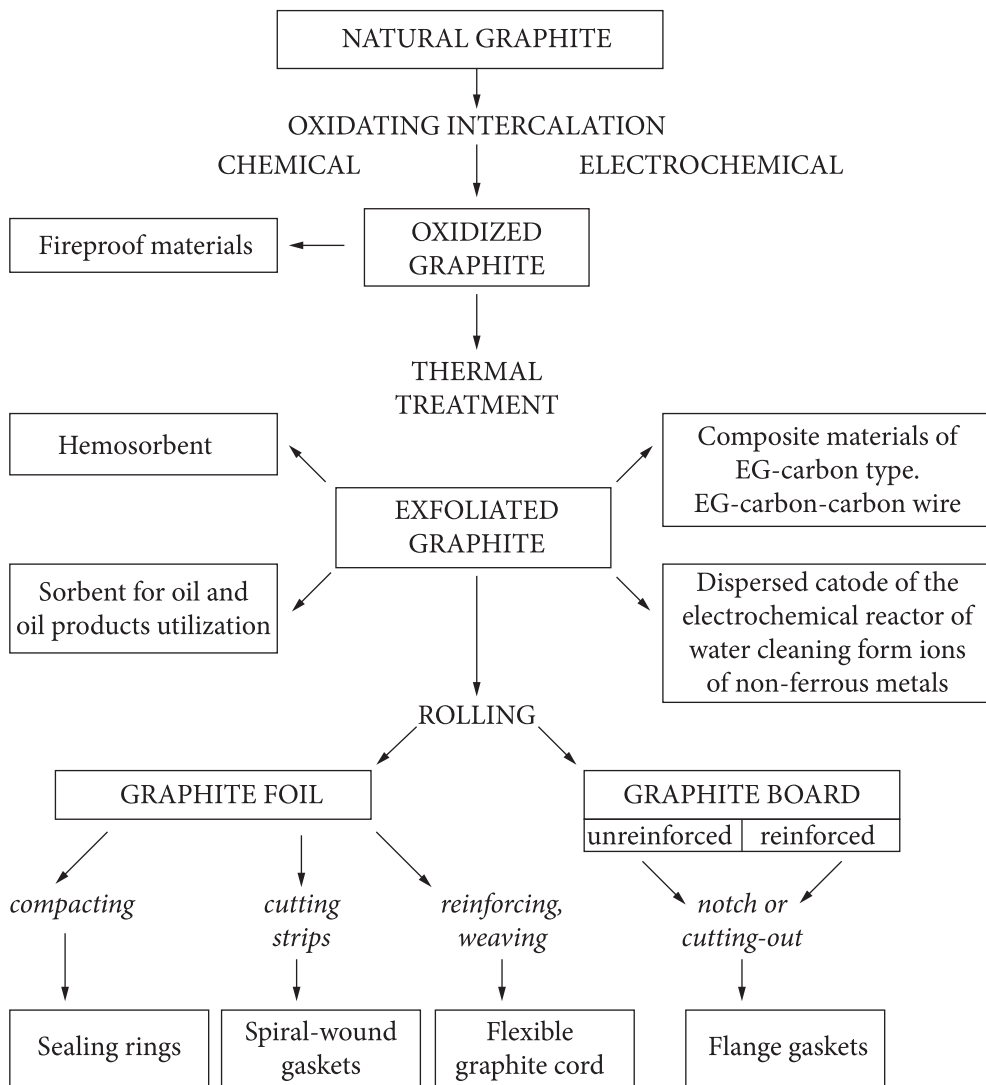 NATURAL GRAPHITE
OXIDATING INTERCALATION
CHEMICAL
ELECTROCHEMICAL
Fireproof materials
OXIDIZED
GRAPHITE
THERMAL
TREATMENT
Hemosorbent
Composite materials of
EG-carbon type.
EG-carbon-carbon wire
EXFOLIATED
GRAPHITE
Sorbent for oil and
oil products utilization
Dispersed catode of the
electrochemical reactor of
water cleaning form ions
of non-ferrous metals
ROLLING
GRAPHITE FOIL
GRAPHITE BOARD
unreinforced
reinforced
compacting
cutting
strips
reinforcing,
weaving
notch or
cutting-out
Sealing rings
Spiral-wound
gaskets
Flexible
graphite cord
Flange gaskets